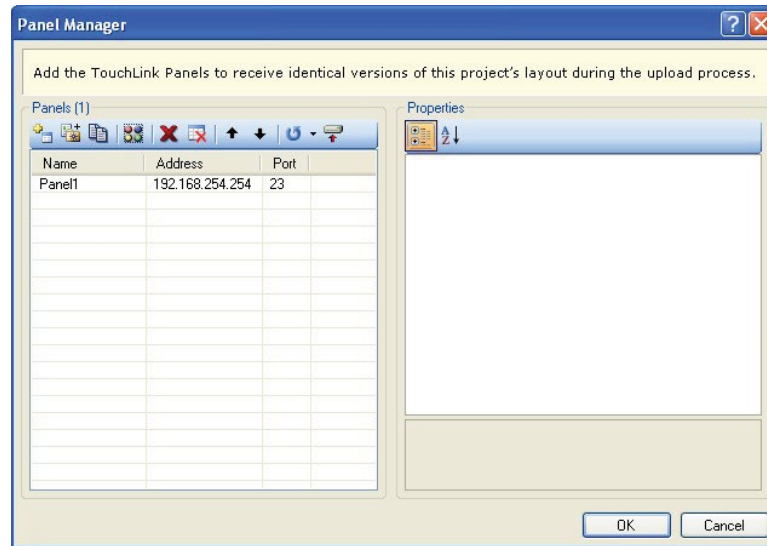 Panel Manager
Add the TouchLink Panels to receive identical versions of this project's layout during the upload process.
Panels (1)
Properties
Name Address Port
Panel1 192.168.254.254 23
OK Cancel